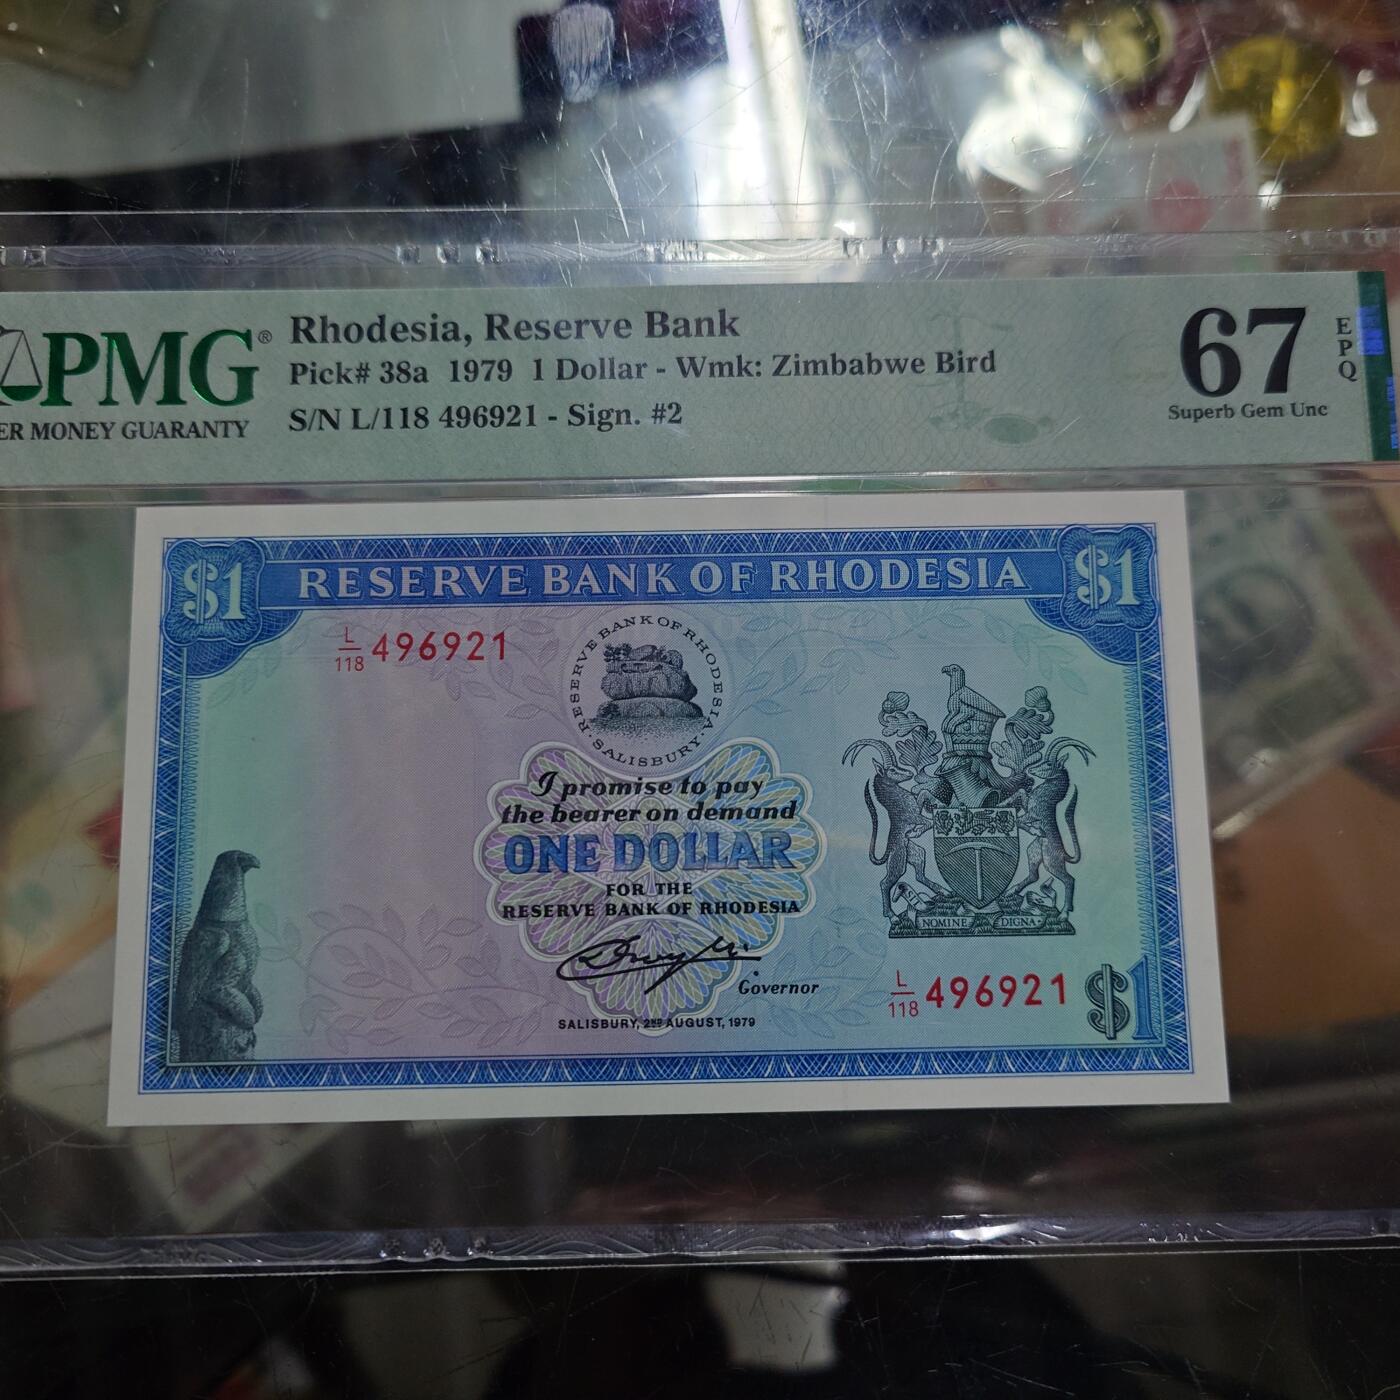 PMG®
ER MONEY GUARANTY
Rhodesia, Reserve Bank
Pick# 38a 1979 1 Dollar - Wmk: Zimbabwe Bird
S/N L/118 496921 - Sign. #2
67
EPQ
Superb Gem Unc
$1 RESERVE BANK OF RHODESIA $1
L/118 496921
RESERVE BANK OF RHODESIA · SALISBURY ·
I promise to pay
the bearer on demand
ONE DOLLAR
FOR THE
RESERVE BANK OF RHODESIA
Governor
SALISBURY, 2ND AUGUST, 1979
NOMINE DIGNA
L/118 496921
$1